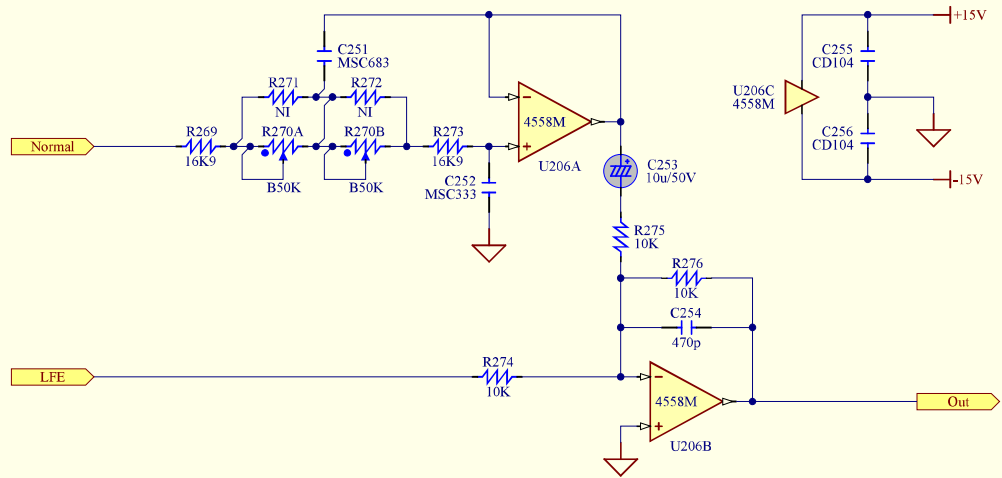 +15V
C251
MSC683
C255
CD104
R271
NI
R272
NI
U206C
4558M
−
4558M
+
U206A
Normal
R269
16K9
R270A
B50K
R270B
B50K
R273
16K9
C256
CD104
C252
MSC333
+
C253
10u/50V
-15V
R275
10K
R276
10K
C254
470p
LFE
R274
10K
−
4558M
+
U206B
Out